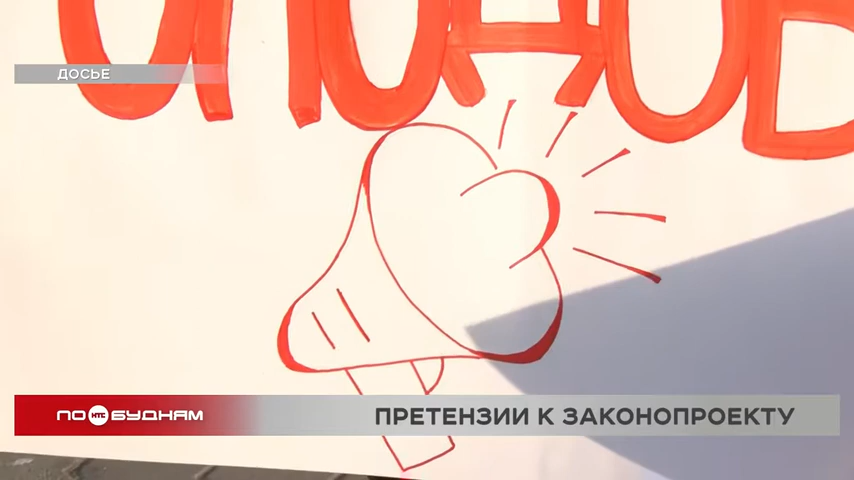 ДОСЬЕ
ПО НТС БУДНЯМ
ПРЕТЕНЗИИ К ЗАКОНОПРОЕКТУ